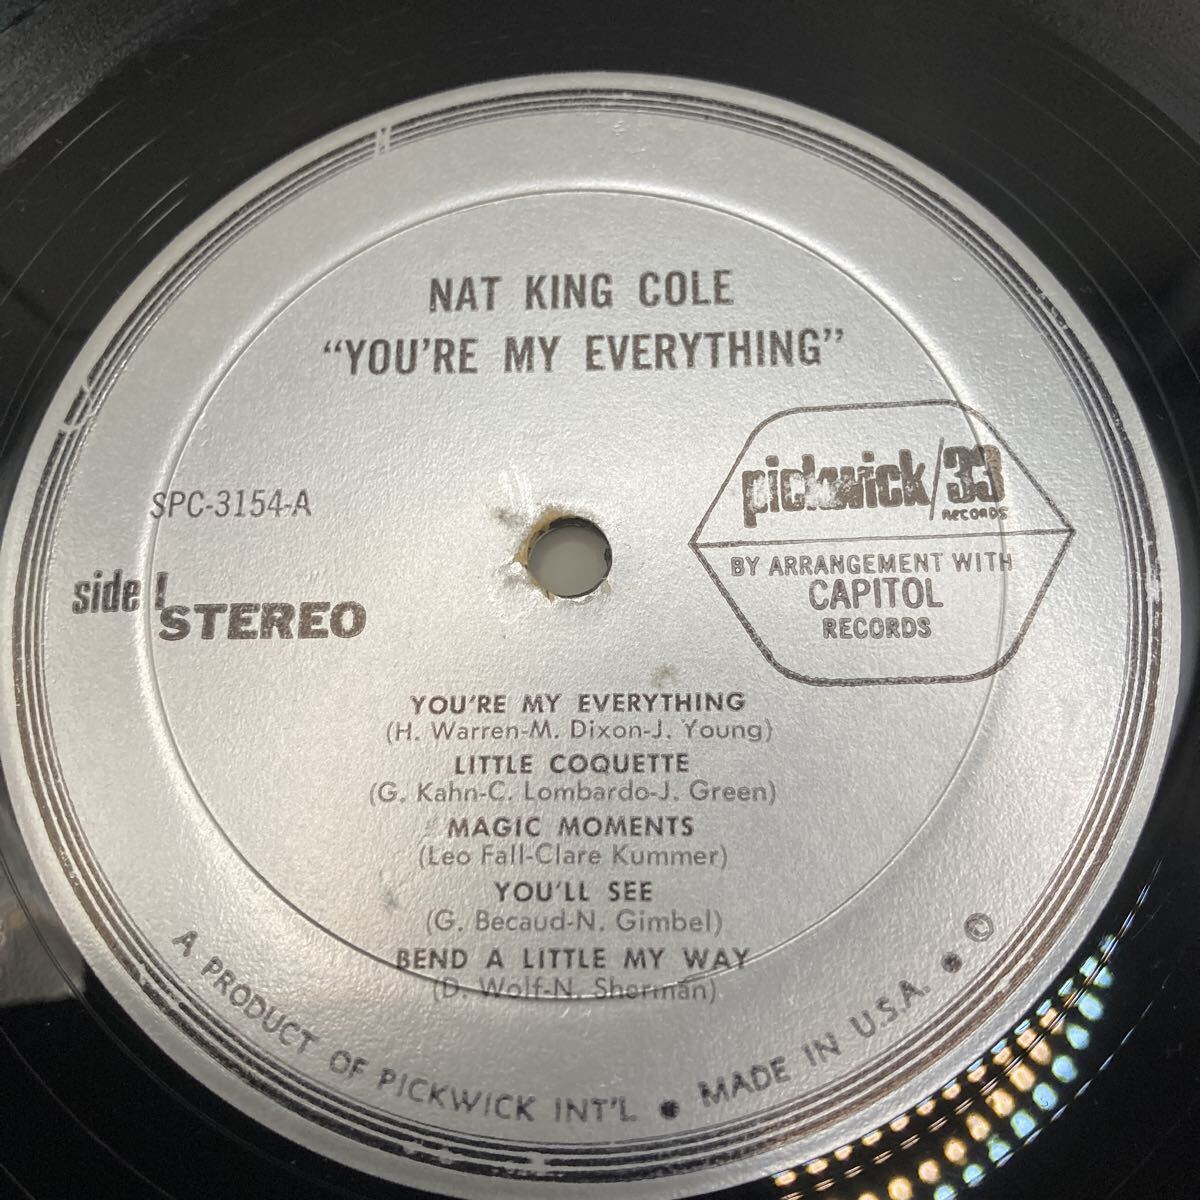 NAT KING COLE
“YOU'RE MY EVERYTHING”
pickwick/33
RECORDS
BY ARRANGEMENT WITH
CAPITOL
RECORDS
SPC-3154-A
side 1
STEREO
YOU'RE MY EVERYTHING
(H. Warren-M. Dixon-J. Young)
LITTLE COQUETTE
(G. Kahn-C. Lombardo-J. Green)
MAGIC MOMENTS
(Leo Fall-Clare Kummer)
YOU'LL SEE
(G. Becaud-N. Gimbel)
BEND A LITTLE MY WAY
(D. Wolf-N. Sherman)
A PRODUCT OF PICKWICK INT'L • MADE IN U.S.A. • ©